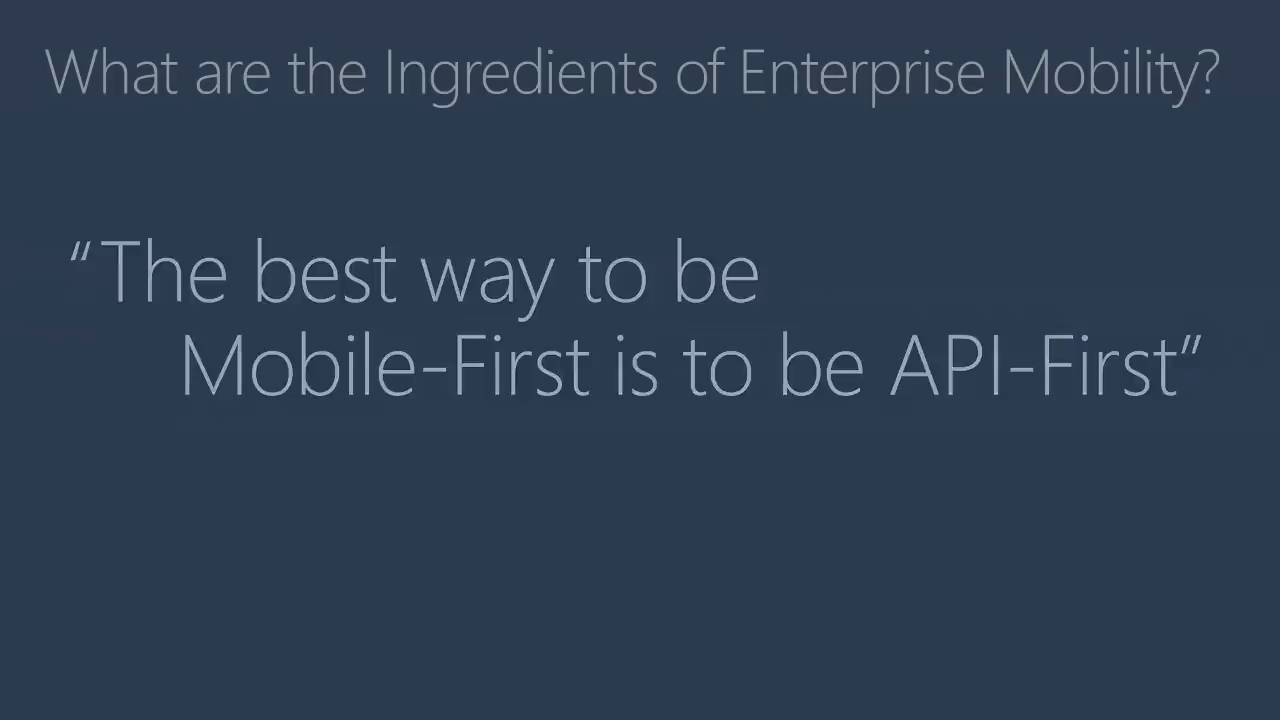 What are the Ingredients of Enterprise Mobility?
“The best way to be
Mobile-First is to be API-First”